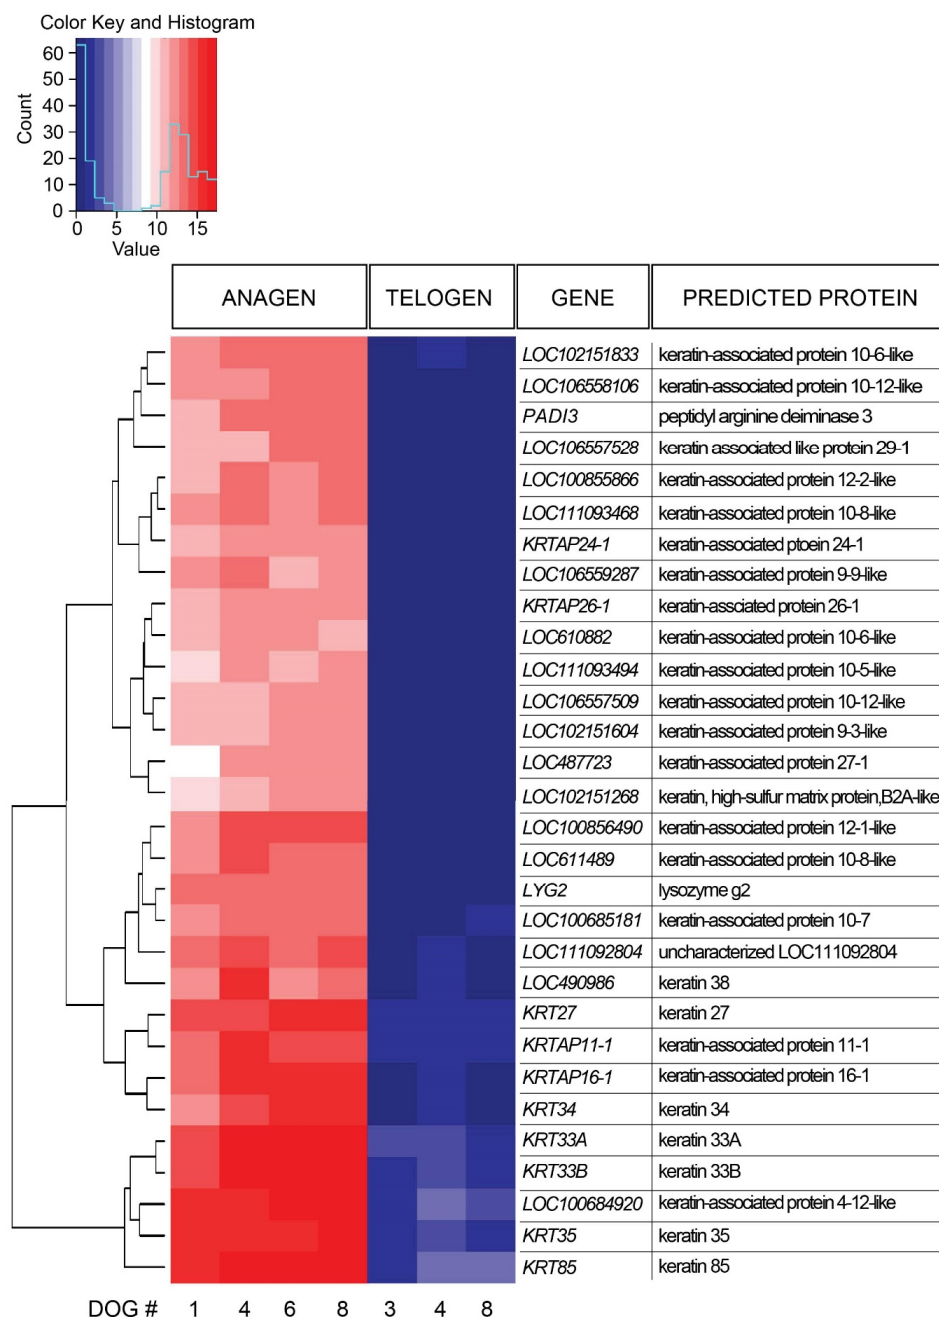 Color Key and Histogram
60
50
40
30
20
10
0
Count
0 5 10 15
Value
ANAGEN TELOGEN GENE PREDICTED PROTEIN
LOC102151833 keratin-associated protein 10-6-like
LOC106558106 keratin-associated protein 10-12-like
PADI3 peptidyl arginine deiminase 3
LOC106557528 keratin associated like protein 29-1
LOC100855866 keratin-associated protein 12-2-like
LOC111093468 keratin-associated protein 10-8-like
KRTAP24-1 keratin-associated ptoein 24-1
LOC106559287 keratin-associated protein 9-9-like
KRTAP26-1 keratin-assciated protein 26-1
LOC610882 keratin-associated protein 10-6-like
LOC111093494 keratin-associated protein 10-5-like
LOC106557509 keratin-associated protein 10-12-like
LOC102151604 keratin-associated protein 9-3-like
LOC487723 keratin-associated protein 27-1
LOC102151268 keratin, high-sulfur matrix protein,B2A-like
LOC100856490 keratin-associated protein 12-1-like
LOC611489 keratin-associated protein 10-8-like
LYG2 lysozyme g2
LOC100685181 keratin-associated protein 10-7
LOC111092804 uncharacterized LOC111092804
LOC490986 keratin 38
KRT27 keratin 27
KRTAP11-1 keratin-associated protein 11-1
KRTAP16-1 keratin-associated protein 16-1
KRT34 keratin 34
KRT33A keratin 33A
KRT33B keratin 33B
LOC100684920 keratin-associated protein 4-12-like
KRT35 keratin 35
KRT85 keratin 85
DOG # 1 4 6 8 3 4 8